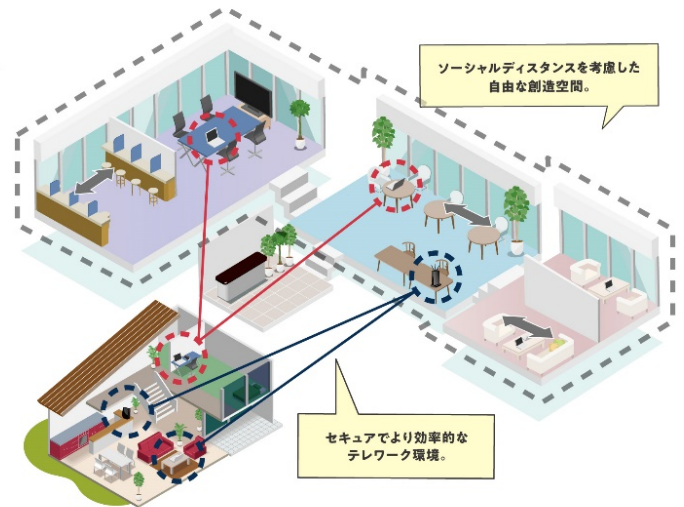 ソーシャルディスタンスを考慮した
自由な創造空間。
セキュアでより効率的な
テレワーク環境。